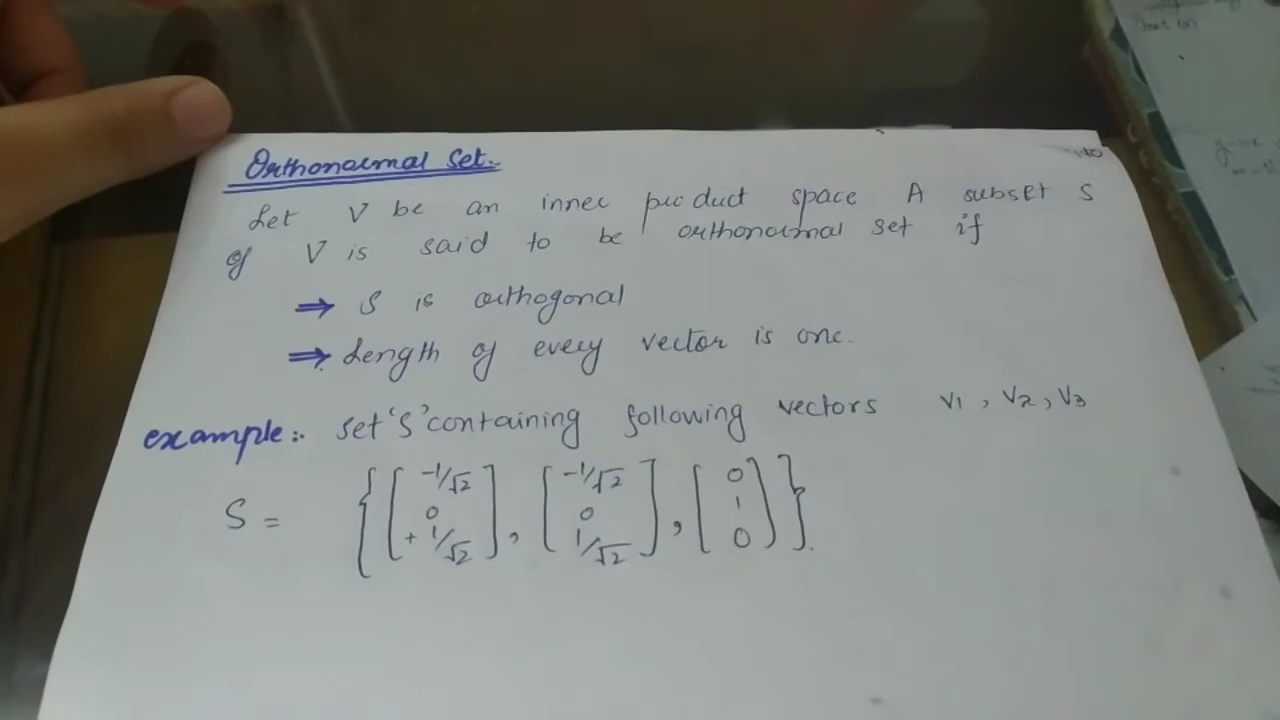 Orthonormal Set.
Let V be an inner product space A subset S
of V is said to be orthonormal set if
⇒ S is orthogonal
⇒ Length of every vector is one.
example:- set 'S' containing following vectors v1, v2, v3
S = {[-1/√2 0 +1/√2], [-1/√2 0 1/√2], [0 1 0]}.